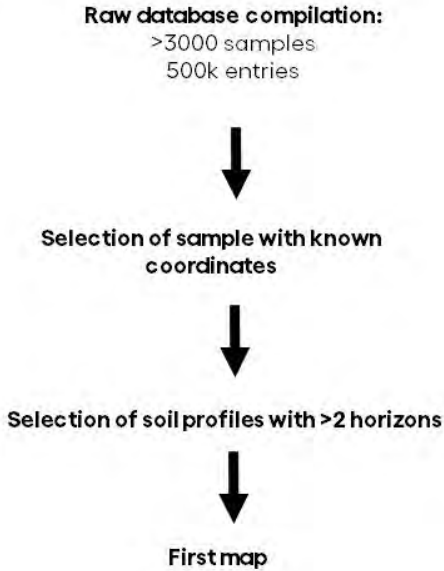 Raw database compilation:
>3000 samples
500k entries
Selection of sample with known
coordinates
Selection of soil profiles with >2 horizons
First map